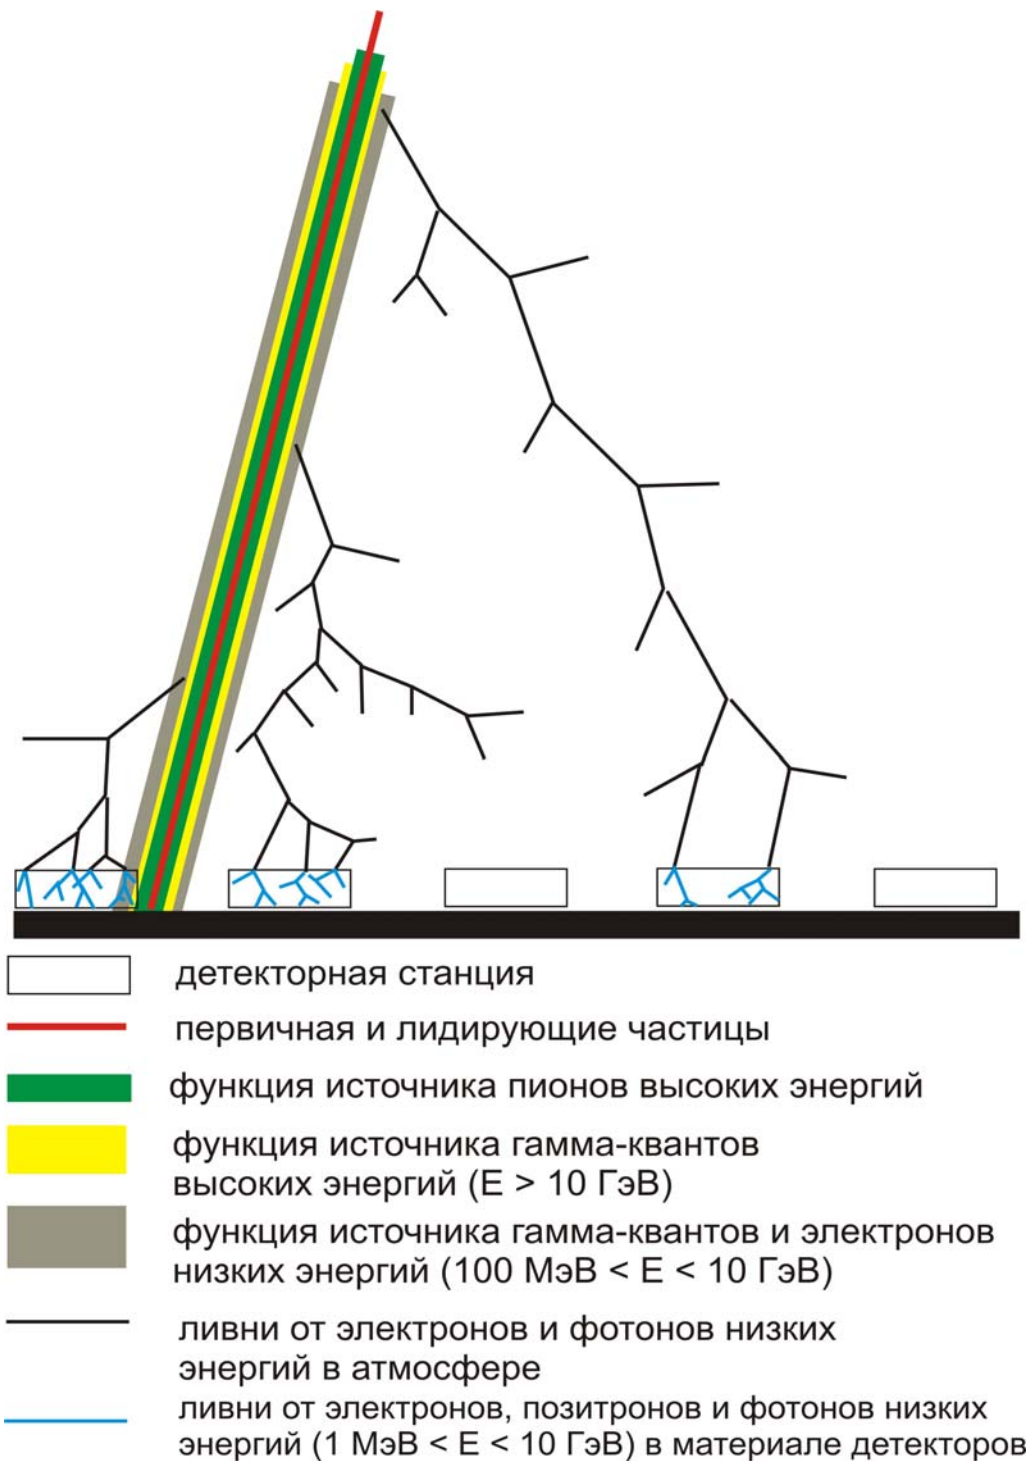 детекторная станция
первичная и лидирующие частицы
функция источника пионов высоких энергий
функция источника гамма-квантов
высоких энергий (Е > 10 ГэВ)
функция источника гамма-квантов и электронов
низких энергий (100 МэВ < Е < 10 ГэВ)
ливни от электронов и фотонов низких
энергий в атмосфере
ливни от электронов, позитронов и фотонов низких
энергий (1 МэВ < Е < 10 ГэВ) в материале детекторов